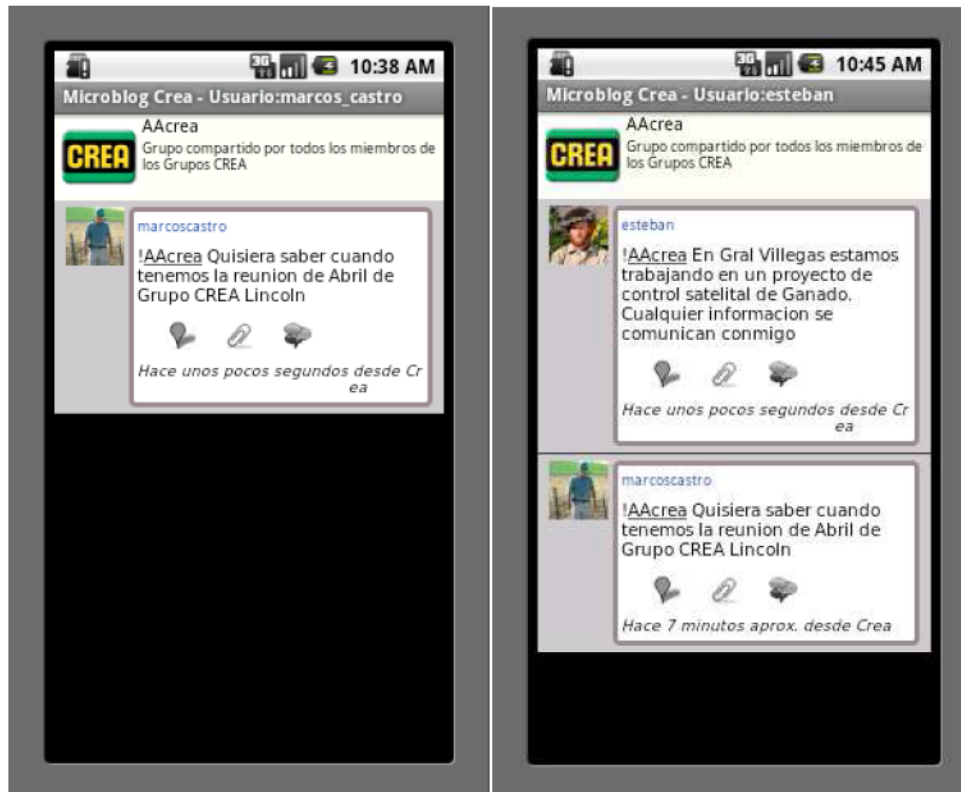 3G
10:38 AM
Microblog Crea - Usuario:marcos_castro
CREA
AAcrea
Grupo compartido por todos los miembros de
los Grupos CREA
marcoscastro
!AAcrea Quisiera saber cuando
tenemos la reunion de Abril de
Grupo CREA Lincoln
Hace unos pocos segundos desde Cr
ea
3G
10:45 AM
Microblog Crea - Usuario:esteban
CREA
AAcrea
Grupo compartido por todos los miembros de
los Grupos CREA
esteban
!AAcrea En Gral Villegas estamos
trabajando en un proyecto de
control satelital de Ganado.
Cualquier informacion se
comunican conmigo
Hace unos pocos segundos desde Cr
ea
marcoscastro
!AAcrea Quisiera saber cuando
tenemos la reunion de Abril de
Grupo CREA Lincoln
Hace 7 minutos aprox. desde Crea